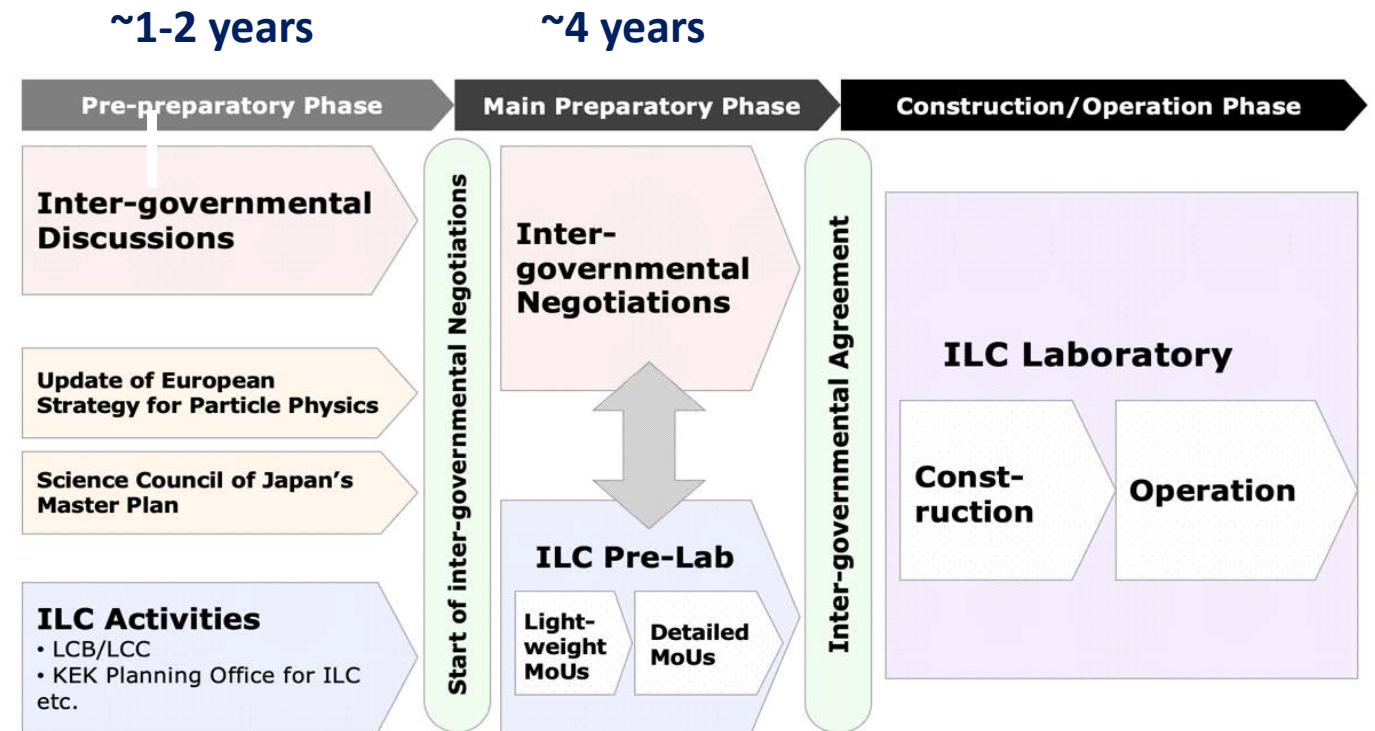 ~1-2 years
~4 years
Pre-preparatory Phase
Main Preparatory Phase
Construction/Operation Phase
Inter-governmental
Discussions
Update of European
Strategy for Particle Physics
Science Council of Japan's
Master Plan
ILC Activities
• LCB/LCC
• KEK Planning Office for ILC
etc.
Start of inter-governmental Negotiations
Inter-
governmental
Negotiations
ILC Pre-Lab
Light-
weight
MoUs
Detailed
MoUs
Inter-governmental Agreement
ILC Laboratory
Const-
ruction
Operation